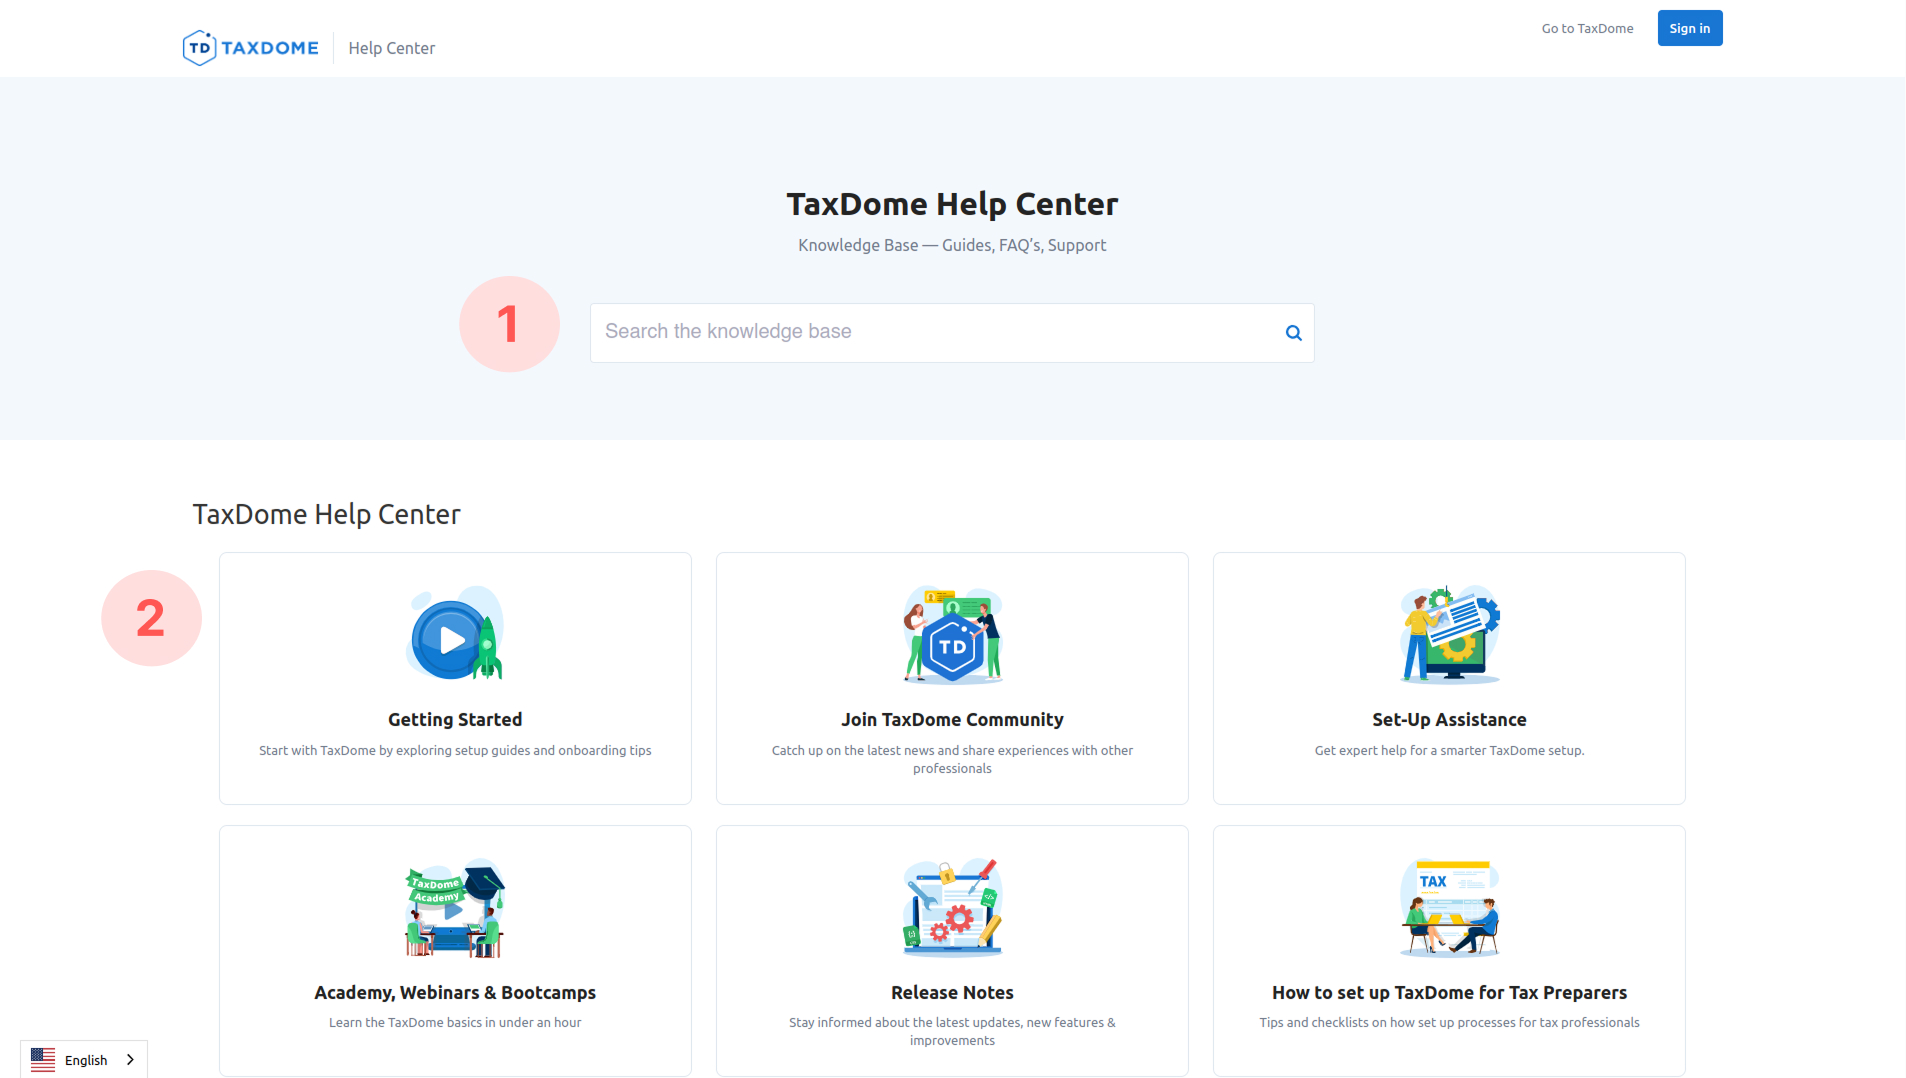 TD TAXDOME Help Center
Go to TaxDome
Sign in
TaxDome Help Center
Knowledge Base — Guides, FAQ’s, Support
1
Search the knowledge base
TaxDome Help Center
2
TD
Getting Started
Start with TaxDome by exploring setup guides and onboarding tips
Join TaxDome Community
Catch up on the latest news and share experiences with other
professionals
Set-Up Assistance
Get expert help for a smarter TaxDome setup.
TaxDome
Academy
TAX
Academy, Webinars & Bootcamps
Learn the TaxDome basics in under an hour
Release Notes
Stay informed about the latest updates, new features &
improvements
How to set up TaxDome for Tax Preparers
Tips and checklists on how set up processes for tax professionals
English